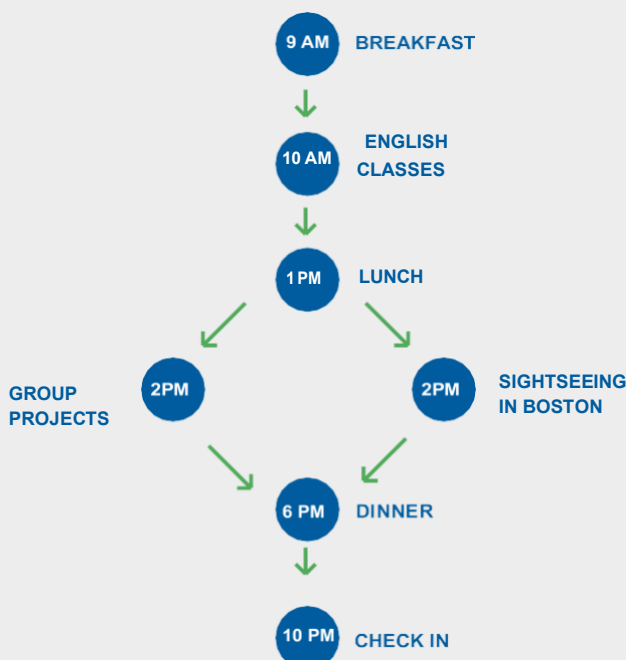 9 AM BREAKFAST
10 AM ENGLISH
CLASSES
1 PM LUNCH
GROUP
PROJECTS
2PM
2PM
SIGHTSEEING
IN BOSTON
6 PM DINNER
10 PM CHECK IN